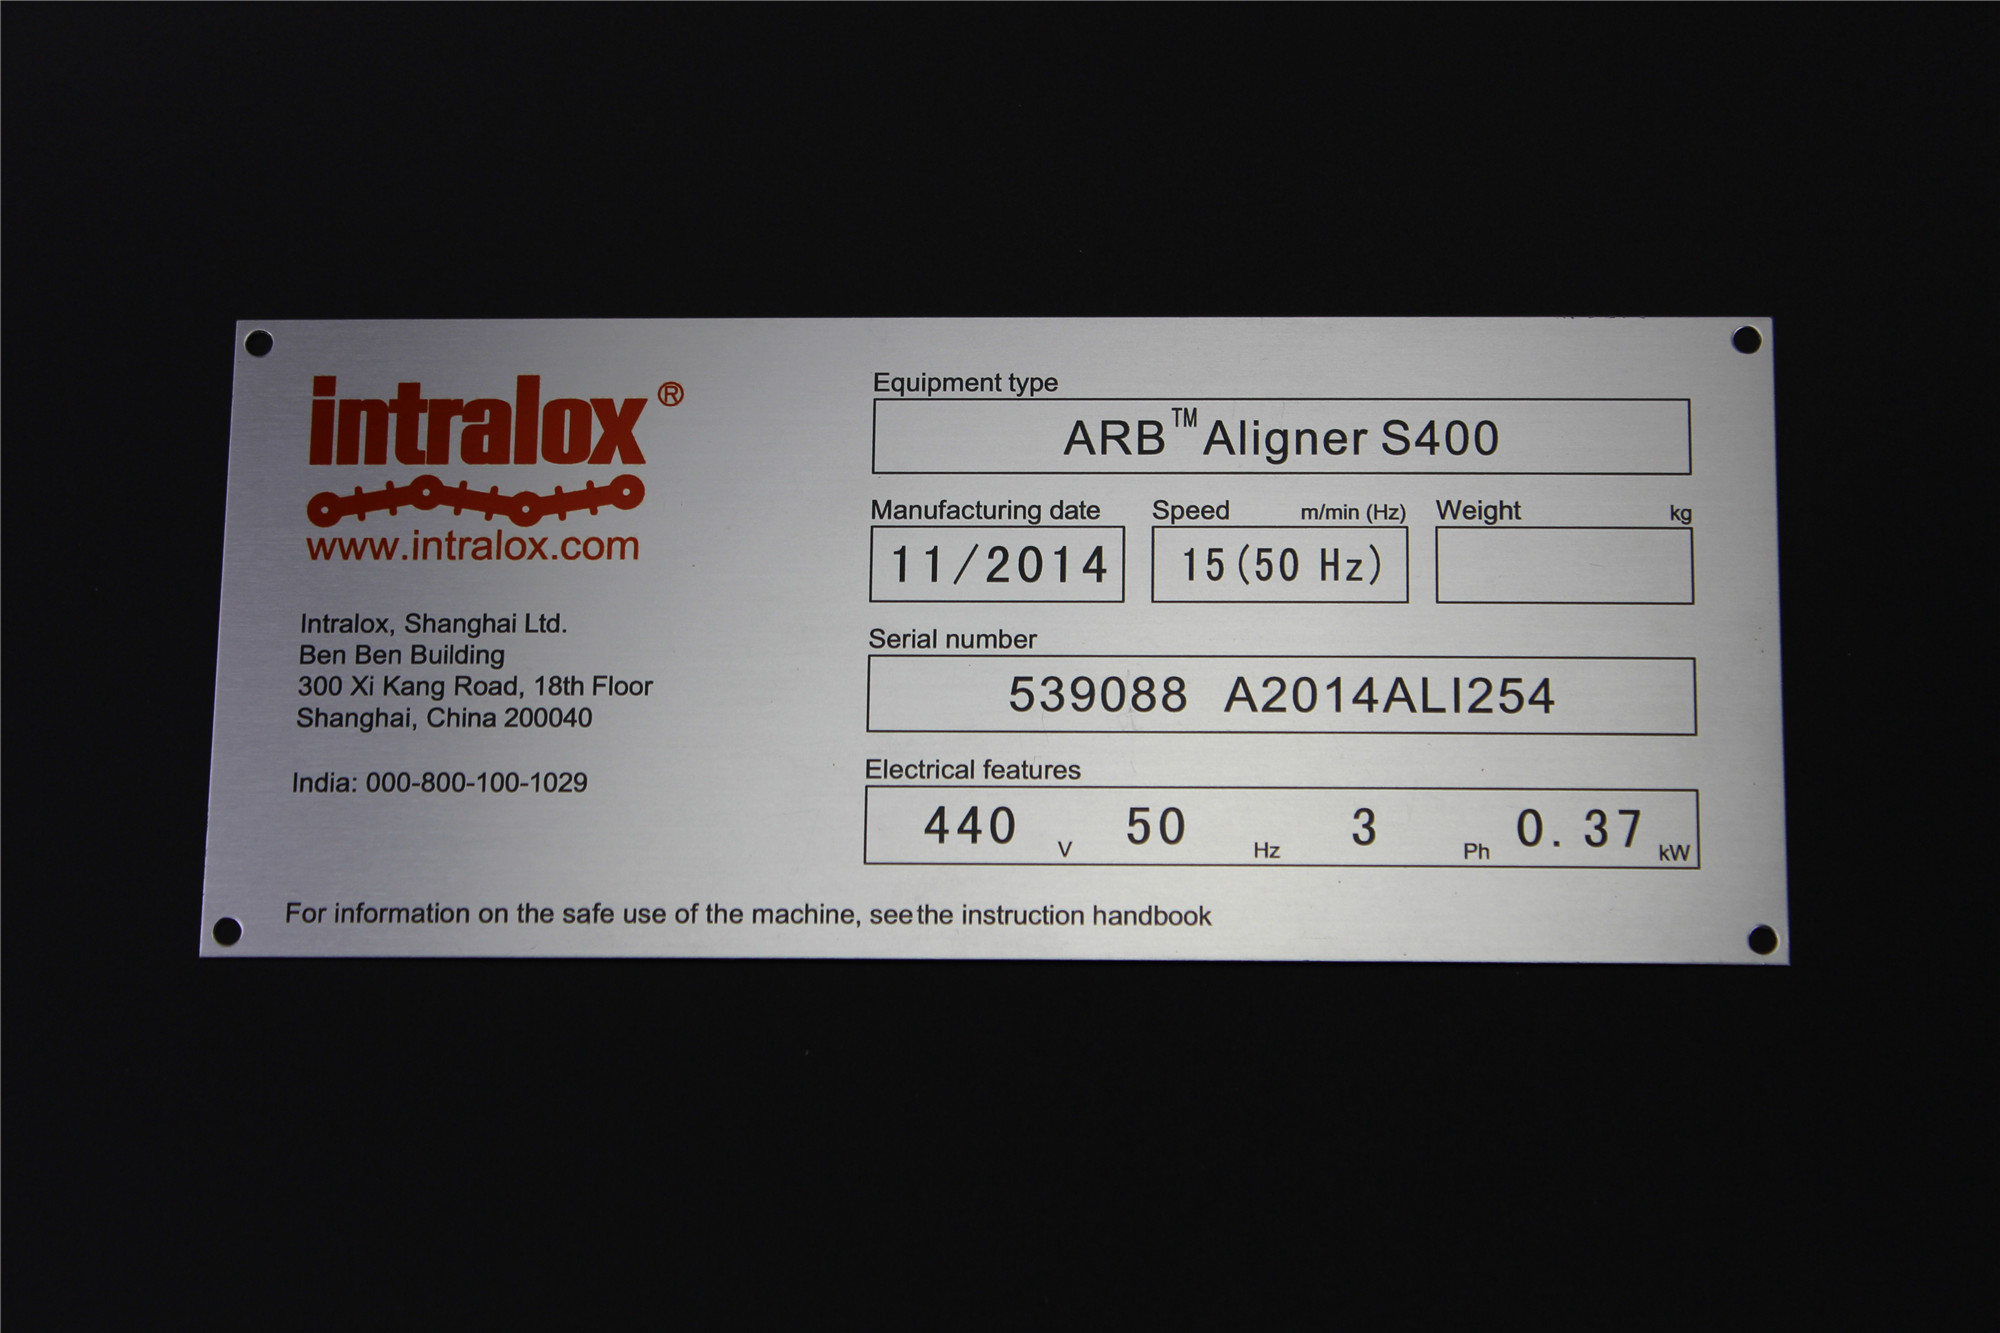 intralox®
www.intralox.com
Intralox, Shanghai Ltd.
Ben Ben Building
300 Xi Kang Road, 18th Floor
Shanghai, China 200040
India: 000-800-100-1029
Equipment type
ARB™ Aligner S400
Manufacturing date
11/2014
Speed m/min (Hz)
15(50 Hz)
Weight kg
Serial number
539088 A2014ALI254
Electrical features
440 V 50 Hz 3 Ph 0.37 kW
For information on the safe use of the machine, see the instruction handbook